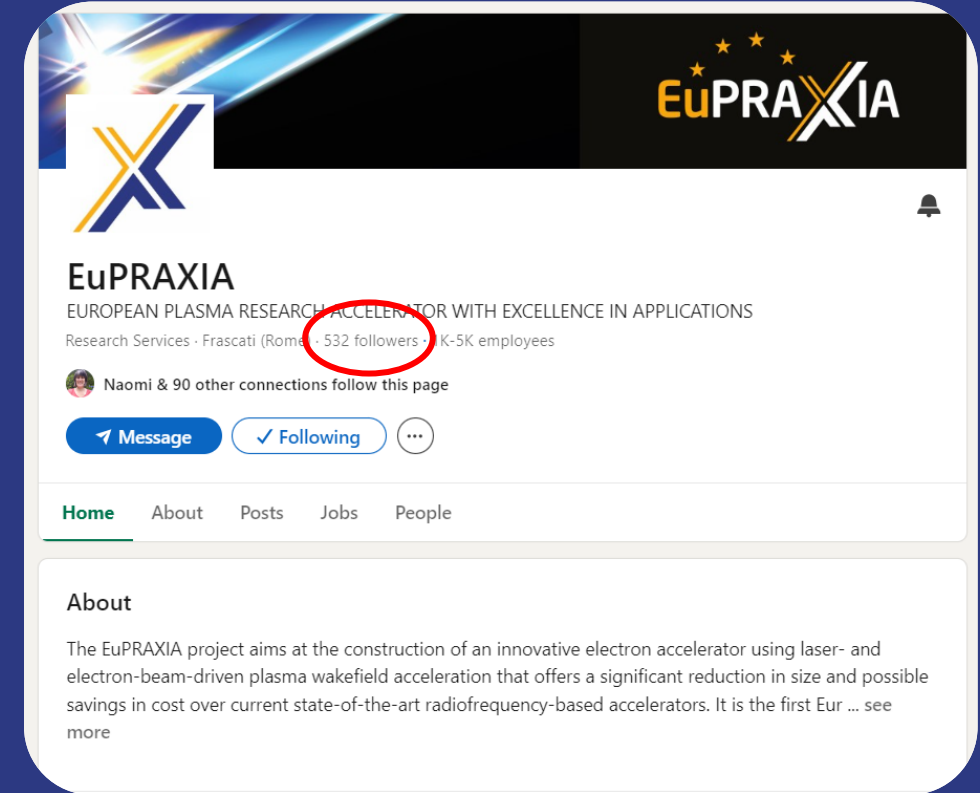 EuPRAXIA
EuPRAXIA
EUROPEAN PLASMA RESEARCH ACCELERATOR WITH EXCELLENCE IN APPLICATIONS
Research Services · Frascati (Rome) · 532 followers · 1K-5K employees
Naomi & 90 other connections follow this page
Message
Following
Home About Posts Jobs People
About
The EuPRAXIA project aims at the construction of an innovative electron accelerator using laser- and
electron-beam-driven plasma wakefield acceleration that offers a significant reduction in size and possible
savings in cost over current state-of-the-art radiofrequency-based accelerators. It is the first Eur ... see
more